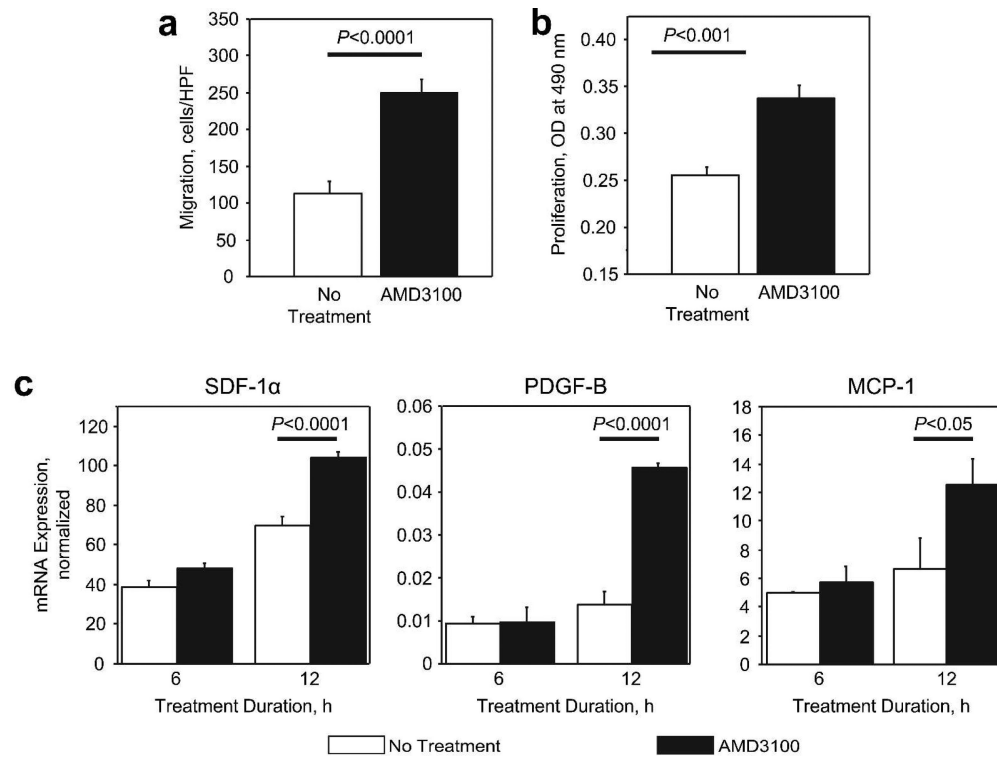 a
350
300
250
200
150
100
50
0
Migration, cells/HPF
P<0.0001
No
Treatment
AMD3100
b
0.40
0.35
0.30
0.25
0.20
0.15
Proliferation, OD at 490 nm
P<0.001
No
Treatment
AMD3100
c
SDF-1α
mRNA Expression,
normalized
120
100
80
60
40
20
0
P<0.0001
6
12
Treatment Duration, h
PDGF-B
0.06
0.05
0.04
0.03
0.02
0.01
0
P<0.0001
6
12
Treatment Duration, h
MCP-1
18
16
14
12
10
8
6
4
2
0
P<0.05
6
12
Treatment Duration, h
No Treatment
AMD3100